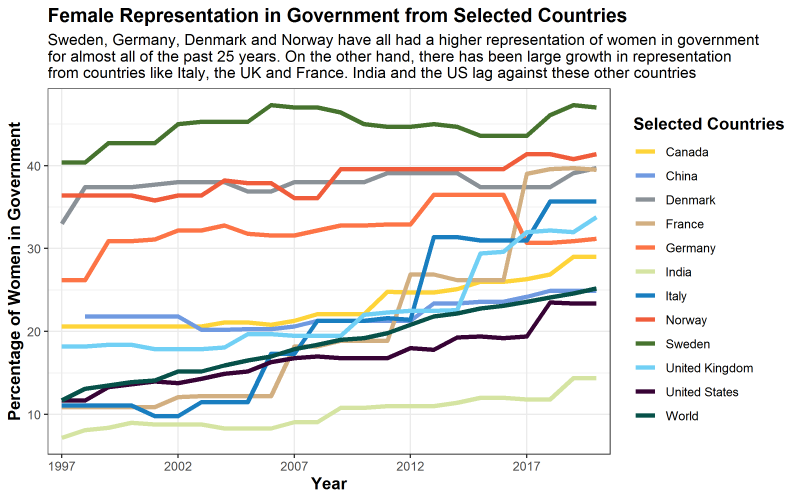 Female Representation in Government from Selected Countries
Sweden, Germany, Denmark and Norway have all had a higher representation of women in government
for almost all of the past 25 years. On the other hand, there has been large growth in representation
from countries like Italy, the UK and France. India and the US lag against these other countries
Percentage of Women in Government
40
30
20
10
1997
2002
2007
2012
2017
Year
Selected Countries
Canada
China
Denmark
France
Germany
India
Italy
Norway
Sweden
United Kingdom
United States
World